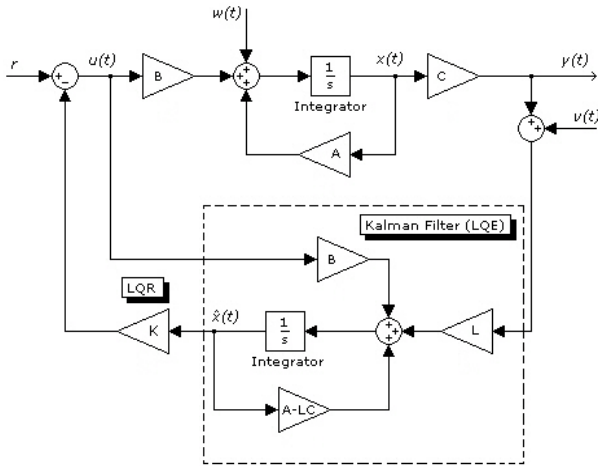 w(t)
r
+
−
u(t)
B
+
+
+
1
s
Integrator
x(t)
C
y(t)
+
+
v(t)
A
Kalman Filter (LQE)
B
LQR
K
x̂(t)
1
s
Integrator
+
+
+
L
A-LC